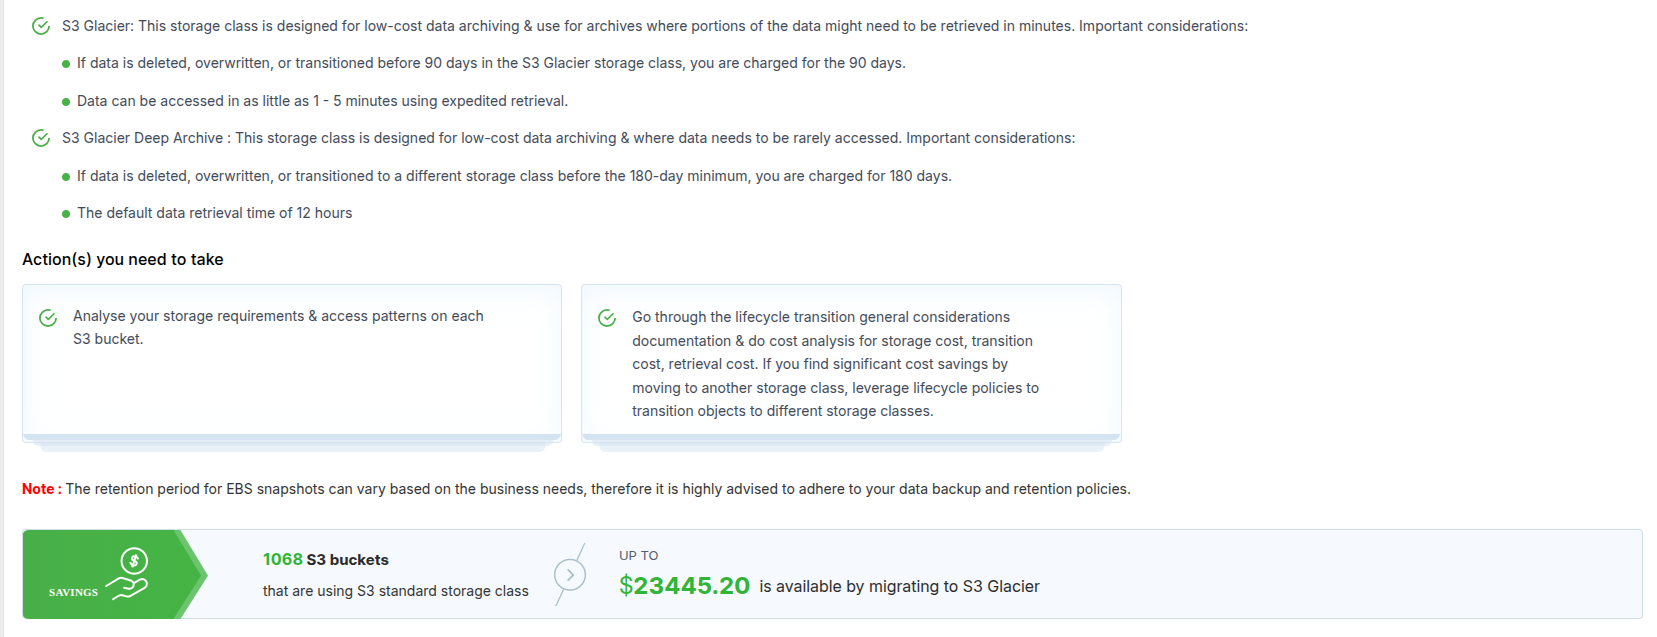 S3 Glacier: This storage class is designed for low-cost data archiving & use for archives where portions of the data might need to be retrieved in minutes. Important considerations:
If data is deleted, overwritten, or transitioned before 90 days in the S3 Glacier storage class, you are charged for the 90 days.
Data can be accessed in as little as 1 - 5 minutes using expedited retrieval.
S3 Glacier Deep Archive : This storage class is designed for low-cost data archiving & where data needs to be rarely accessed. Important considerations:
If data is deleted, overwritten, or transitioned to a different storage class before the 180-day minimum, you are charged for 180 days.
The default data retrieval time of 12 hours
Action(s) you need to take
Analyse your storage requirements & access patterns on each
S3 bucket.
Go through the lifecycle transition general considerations
documentation & do cost analysis for storage cost, transition
cost, retrieval cost. If you find significant cost savings by
moving to another storage class, leverage lifecycle policies to
transition objects to different storage classes.
Note : The retention period for EBS snapshots can vary based on the business needs, therefore it is highly advised to adhere to your data backup and retention policies.
$
SAVINGS
1068 S3 buckets
that are using S3 standard storage class
UP TO
$23445.20 is available by migrating to S3 Glacier